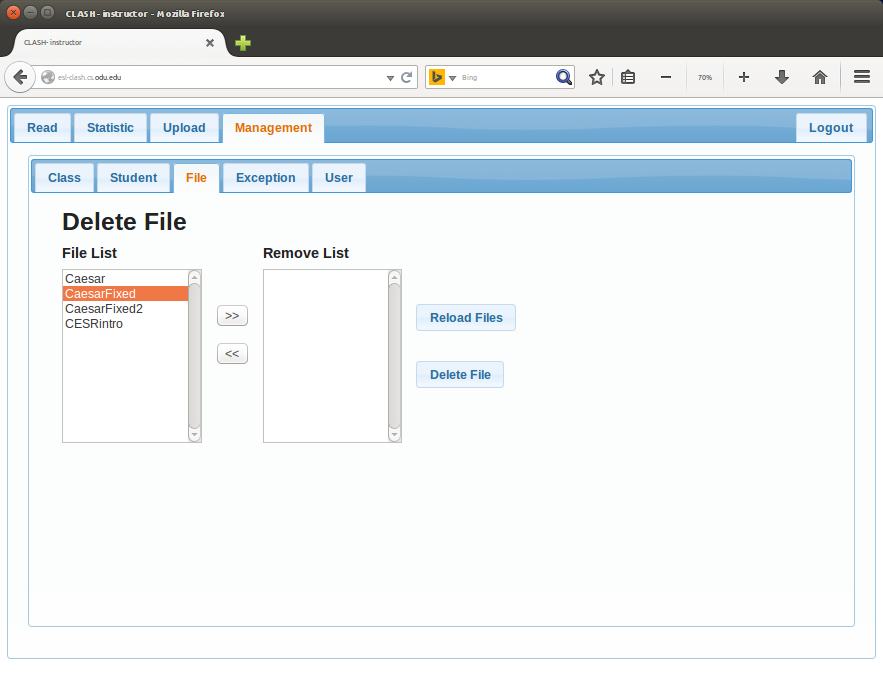 CLASH- instructor - Mozilla Firefox
CLASH- instructor
esl-clash.cs.odu.edu
Bing
70%
Read Statistic Upload Management Logout
Class Student File Exception User
Delete File
File List Remove List
Caesar
CaesarFixed
CaesarFixed2
CESRintro
>>
<<
Reload Files
Delete File